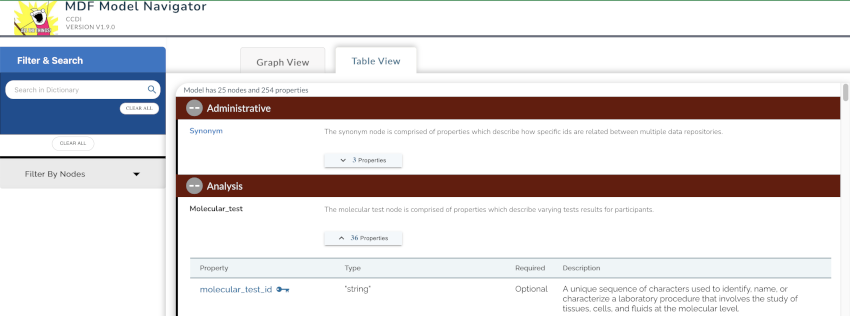 MDF Model Navigator
CCDI
VERSION V1.9.0
Filter & Search
Graph View
Table View
Search in Dictionary
CLEAR ALL
CLEAR ALL
Filter By Nodes
Model has 25 nodes and 254 properties
Administrative
Synonym
The synonym node is comprised of properties which describe how specific ids are related between multiple data repositories.
3 Properties
Analysis
Molecular_test
The molecular test node is comprised of properties which describe varying tests results for participants.
36 Properties
Property Type Required Description
molecular_test_id "string" Optional A unique sequence of characters used to identify, name, or
characterize a laboratory procedure that involves the study of
tissues, cells, and fluids at the molecular level.